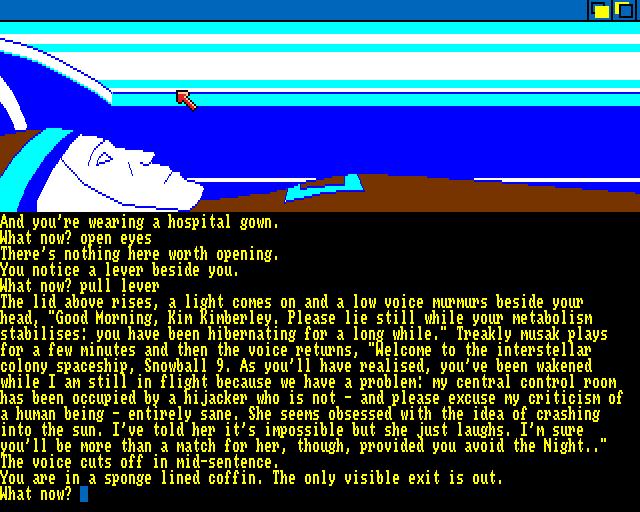 And you're wearing a hospital gown.
What now? open eyes
There's nothing here worth opening.
You notice a lever beside you.
What now? pull lever
The lid above rises, a light comes on and a low voice murmurs beside your
head, "Good Morning, Kim Kimberley. Please lie still while your metabolism
stabilises: you have been hibernating for a long while." Treakly musak plays
for a few minutes and then the voice returns, "Welcome to the interstellar
colony spaceship, Snowball 9. As you'll have realised, you've been wakened
while I am still in flight because we have a problem: my central control room
has been occupied by a hijacker who is not - and please excuse my criticism of
a human being - entirely sane. She seems obsessed with the idea of crashing
into the sun. I've told her it's impossible but she just laughs. I'm sure
you'll be more than a match for her, though, provided you avoid the Night.."
The voice cuts off in mid-sentence.
You are in a sponge lined coffin. The only visible exit is out.
What now?